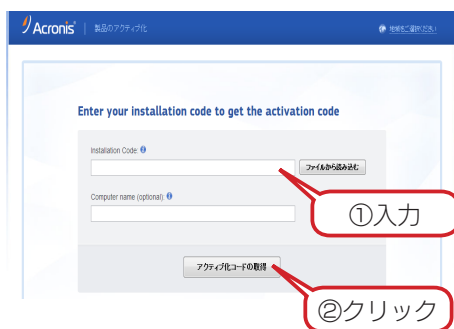 Acronis 製品のアクティブ化 地域をご選択ください
Enter your installation code to get the activation code
Installation Code:
ファイルから読み込む
①入力
Computer name (optional):
アクティブ化コードの取得
②クリック